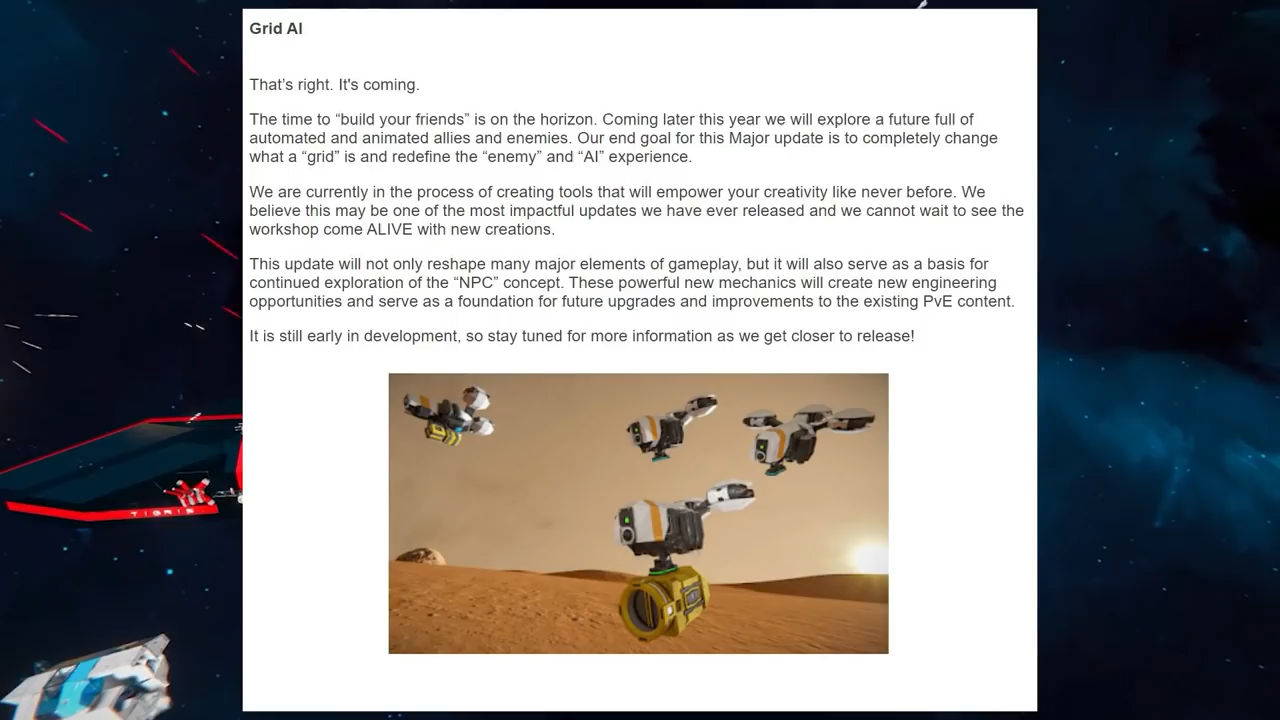 Grid AI
That’s right. It's coming.
The time to “build your friends” is on the horizon. Coming later this year we will explore a future full of
automated and animated allies and enemies. Our end goal for this Major update is to completely change
what a “grid” is and redefine the “enemy” and “AI” experience.
We are currently in the process of creating tools that will empower your creativity like never before. We
believe this may be one of the most impactful updates we have ever released and we cannot wait to see the
workshop come ALIVE with new creations.
This update will not only reshape many major elements of gameplay, but it will also serve as a basis for
continued exploration of the “NPC” concept. These powerful new mechanics will create new engineering
opportunities and serve as a foundation for future upgrades and improvements to the existing PvE content.
It is still early in development, so stay tuned for more information as we get closer to release!
TIGRIS